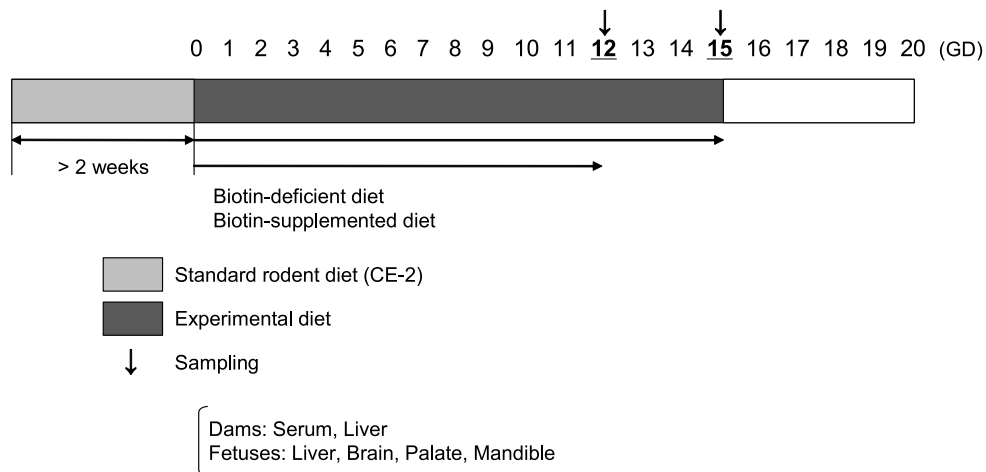 0 1 2 3 4 5 6 7 8 9 10 11 12 13 14 15 16 17 18 19 20 (GD)
> 2 weeks
Biotin-deficient diet
Biotin-supplemented diet
Standard rodent diet (CE-2)
Experimental diet
Sampling
Dams: Serum, Liver
Fetuses: Liver, Brain, Palate, Mandible